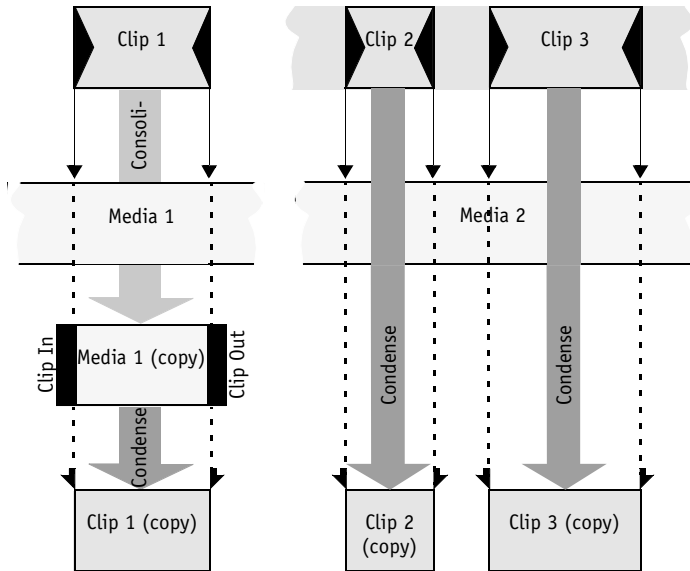 Clip 1
Clip 2
Clip 3
Consoli-
Media 1
Media 2
Clip In
Media 1 (copy)
Clip Out
Condense
Condense
Condense
Clip 1 (copy)
Clip 2
(copy)
Clip 3 (copy)